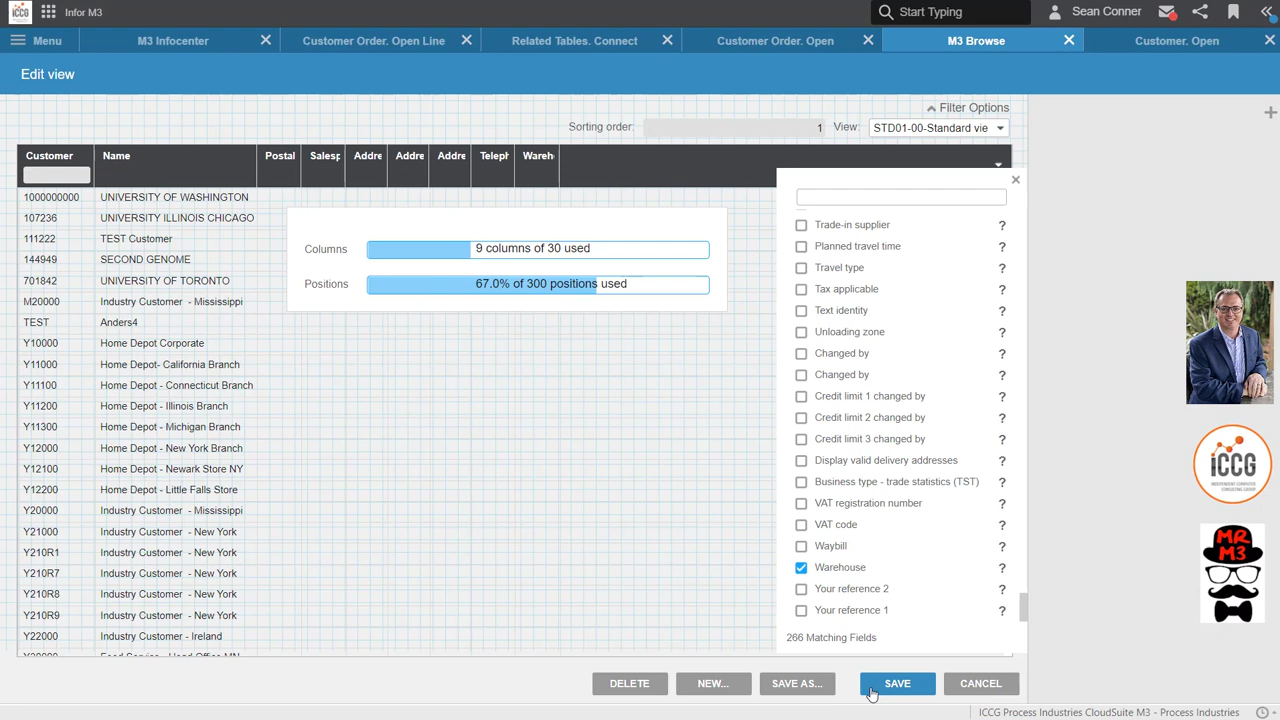 ICCG
Infor M3
Start Typing
Sean Conner
Menu
M3 Infocenter
Customer Order. Open Line
Related Tables. Connect
Customer Order. Open
M3 Browse
Customer. Open
Edit view
Filter Options
Sorting order:
1
View:
STD01-00-Standard vie
Customer
Name
Postal
Salesp
Addre
Addre
Addre
Teleph
Wareh
1000000000 UNIVERSITY OF WASHINGTON
107236 UNIVERSITY ILLINOIS CHICAGO
111222 TEST Customer
144949 SECOND GENOME
701842 UNIVERSITY OF TORONTO
M20000 Industry Customer - Mississippi
TEST Anders4
Y10000 Home Depot Corporate
Y11000 Home Depot- California Branch
Y11100 Home Depot - Connecticut Branch
Y11200 Home Depot - Illinois Branch
Y11300 Home Depot - Michigan Branch
Y12000 Home Depot - New York Branch
Y12100 Home Depot - Newark Store NY
Y12200 Home Depot - Little Falls Store
Y20000 Industry Customer - Mississippi
Y21000 Industry Customer - New York
Y210R1 Industry Customer - New York
Y210R7 Industry Customer - New York
Y210R8 Industry Customer - New York
Y210R9 Industry Customer - New York
Y22000 Industry Customer - Ireland
Columns
9 columns of 30 used
Positions
67.0% of 300 positions used
Trade-in supplier ?
Planned travel time ?
Travel type ?
Tax applicable ?
Text identity ?
Unloading zone ?
Changed by ?
Changed by ?
Credit limit 1 changed by ?
Credit limit 2 changed by ?
Credit limit 3 changed by ?
Display valid delivery addresses ?
Business type - trade statistics (TST) ?
VAT registration number ?
VAT code ?
Waybill ?
Warehouse ?
Your reference 2 ?
Your reference 1 ?
266 Matching Fields
DELETE
NEW...
SAVE AS...
SAVE
CANCEL
iCCG
INDEPENDENT COMPUTER CONSULTING GROUP
MR
M3
ICCG Process Industries CloudSuite M3 - Process Industries